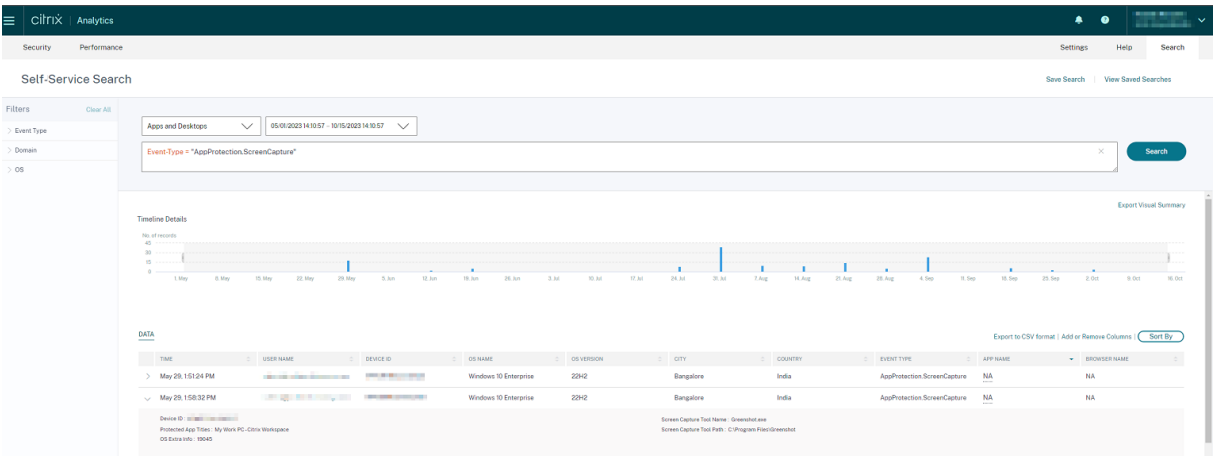 citrix | Analytics
Security Performance Settings Help Search
Self-Service Search Save Search | View Saved Searches
Filters Clear All
Event Type
Domain
OS
Apps and Desktops 05/01/2023 14:10:57 - 10/15/2023 14:10:57
Event-Type = "AppProtection.ScreenCapture" Search
Export Visual Summary
Timeline Details
No. of records
45
30
15
0
1. May 8. May 15. May 22. May 29. May 5. Jun 12. Jun 19. Jun 26. Jun 3. Jul 10. Jul 17. Jul 24. Jul 31. Jul 7. Aug 14. Aug 21. Aug 28. Aug 4. Sep 11. Sep 18. Sep 25. Sep 2. Oct 9. Oct 16. Oct
DATA Export to CSV format | Add or Remove Columns | Sort By
TIME USER NAME DEVICE ID OS NAME OS VERSION CITY COUNTRY EVENT TYPE APP NAME BROWSER NAME
May 29, 1:51:24 PM Windows 10 Enterprise 22H2 Bangalore India AppProtection.ScreenCapture NA NA
May 29, 1:58:32 PM Windows 10 Enterprise 22H2 Bangalore India AppProtection.ScreenCapture NA NA
Device ID : Screen Capture Tool Name : Greenshot.exe
Protected App Titles : My Work PC - Citrix Workspace Screen Capture Tool Path : C:\Program Files\Greenshot
OS Extra Info : 19045